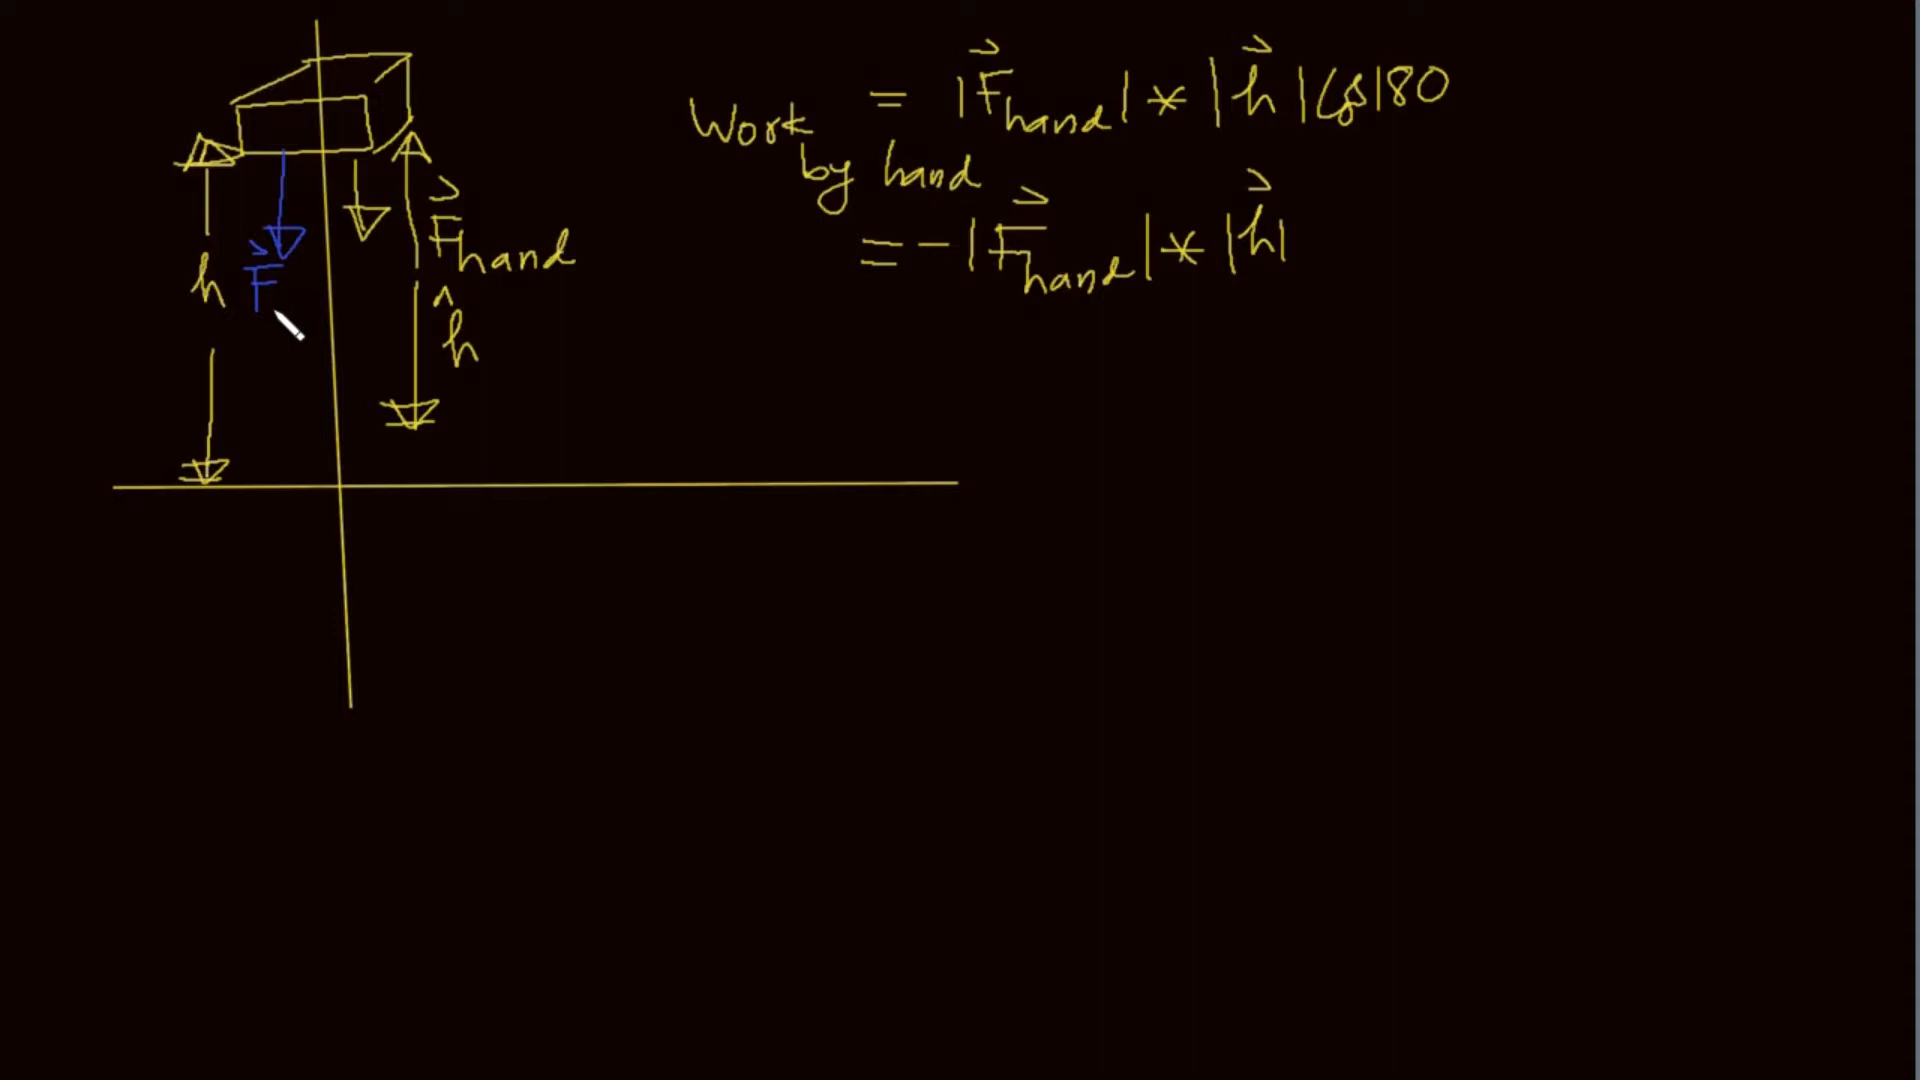 Work by hand = |F⃗hand| * |h⃗| Cos 180
= - |F⃗hand| * |h⃗|
F⃗hand
h
F⃗
ĥ